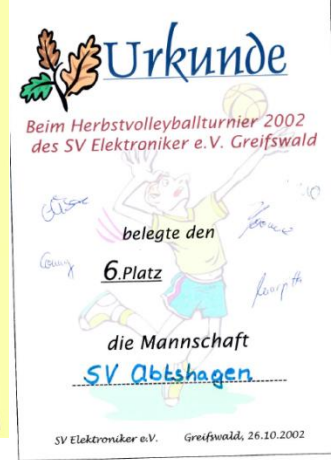 Urkunde
Beim Herbstvolleyballturnier 2002
des SV Elektroniker e.V. Greifswald
belegte den
Conny
6.Platz
die Mannschaft
SV Abtshagen
SV Elektroniker e.V. Greifswald, 26.10.2002